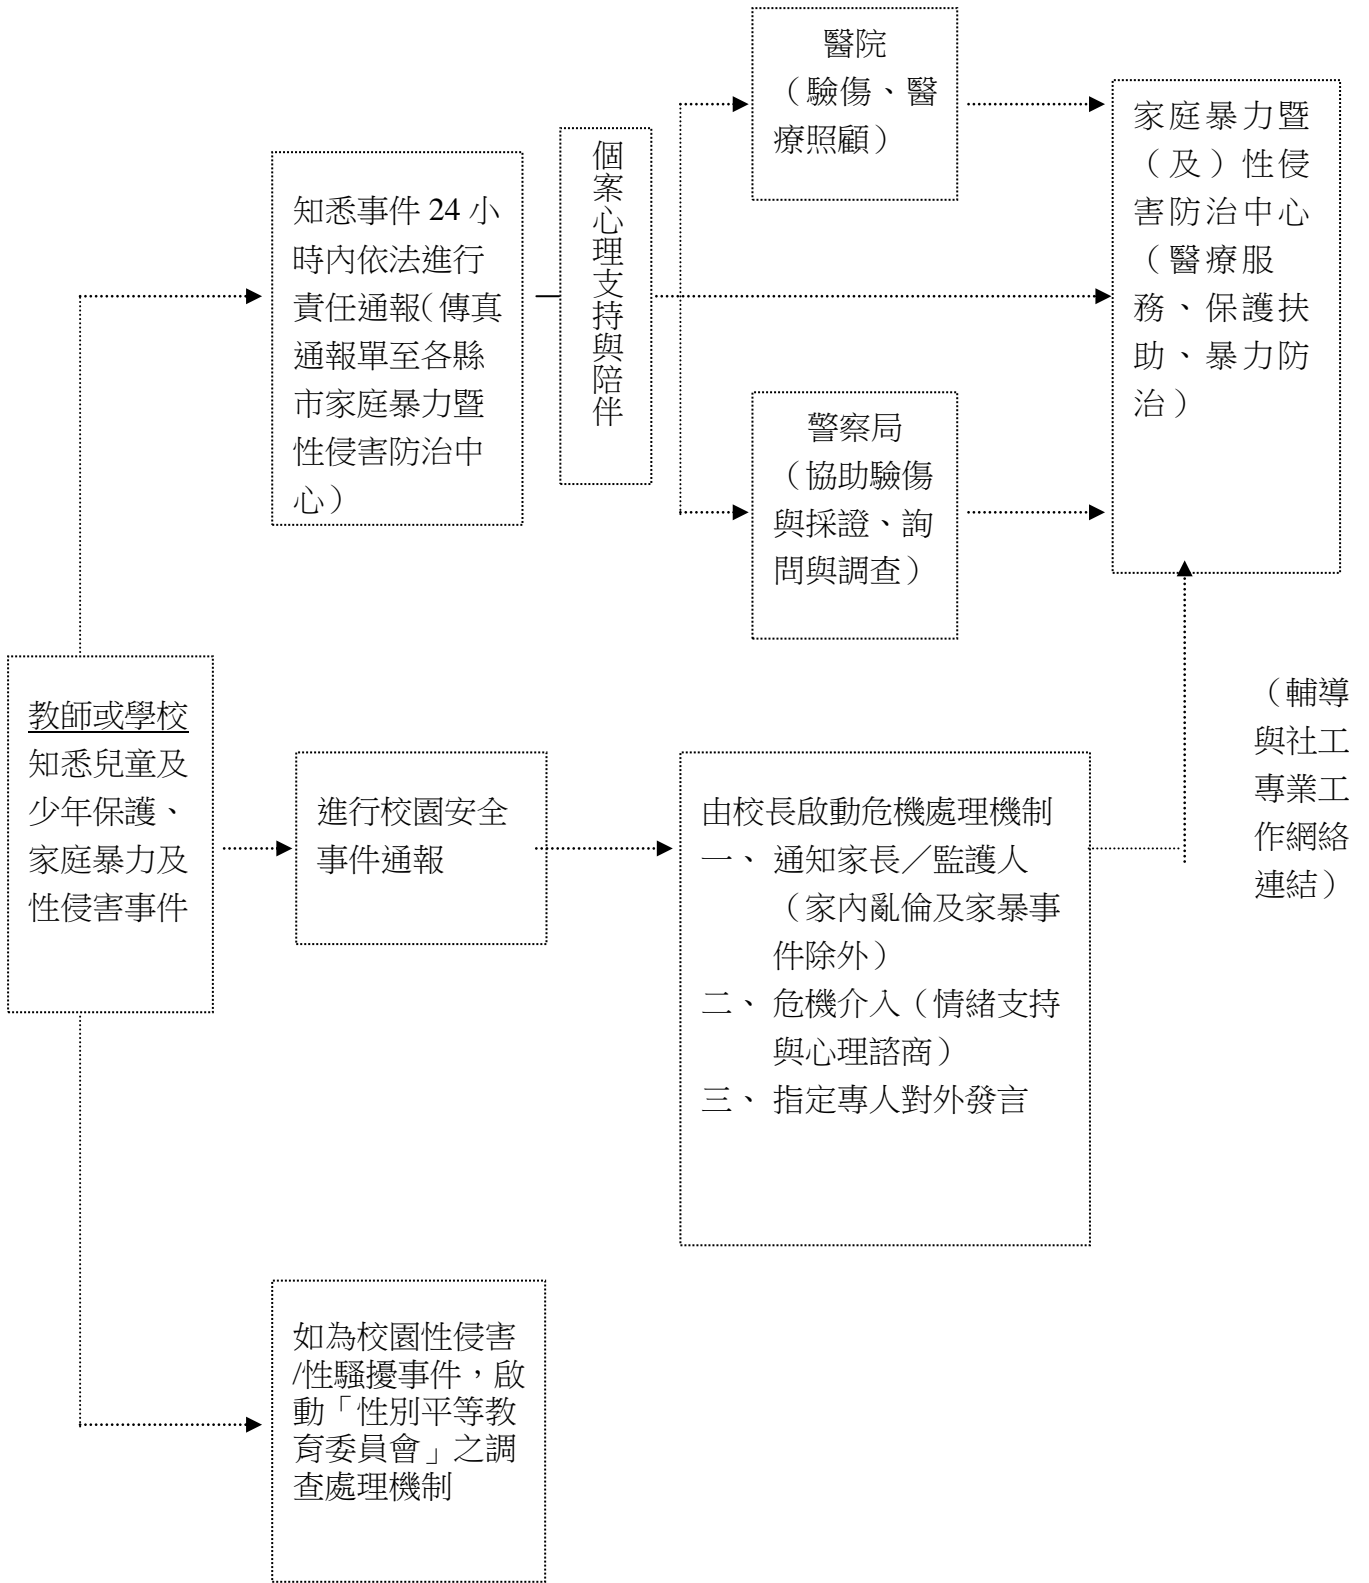 醫院
（驗傷、醫
療照顧）
家庭暴力暨
（及）性侵
害防治中心
（醫療服
務、保護扶
助、暴力防
治）
個案心理支持與陪伴
知悉事件 24 小
時內依法進行
責任通報(傳真
通報單至各縣
市家庭暴力暨
性侵害防治中
心）
警察局
（協助驗傷
與採證、詢
問與調查）
教師或學校
知悉兒童及
少年保護、
家庭暴力及
性侵害事件
進行校園安全
事件通報
由校長啟動危機處理機制
一、 通知家長／監護人
（家內亂倫及家暴事
件除外）
二、 危機介入（情緒支持
與心理諮商）
三、 指定專人對外發言
（輔導
與社工
專業工
作網絡
連結）
如為校園性侵害
/性騷擾事件，啟
動「性別平等教
育委員會」之調
查處理機制